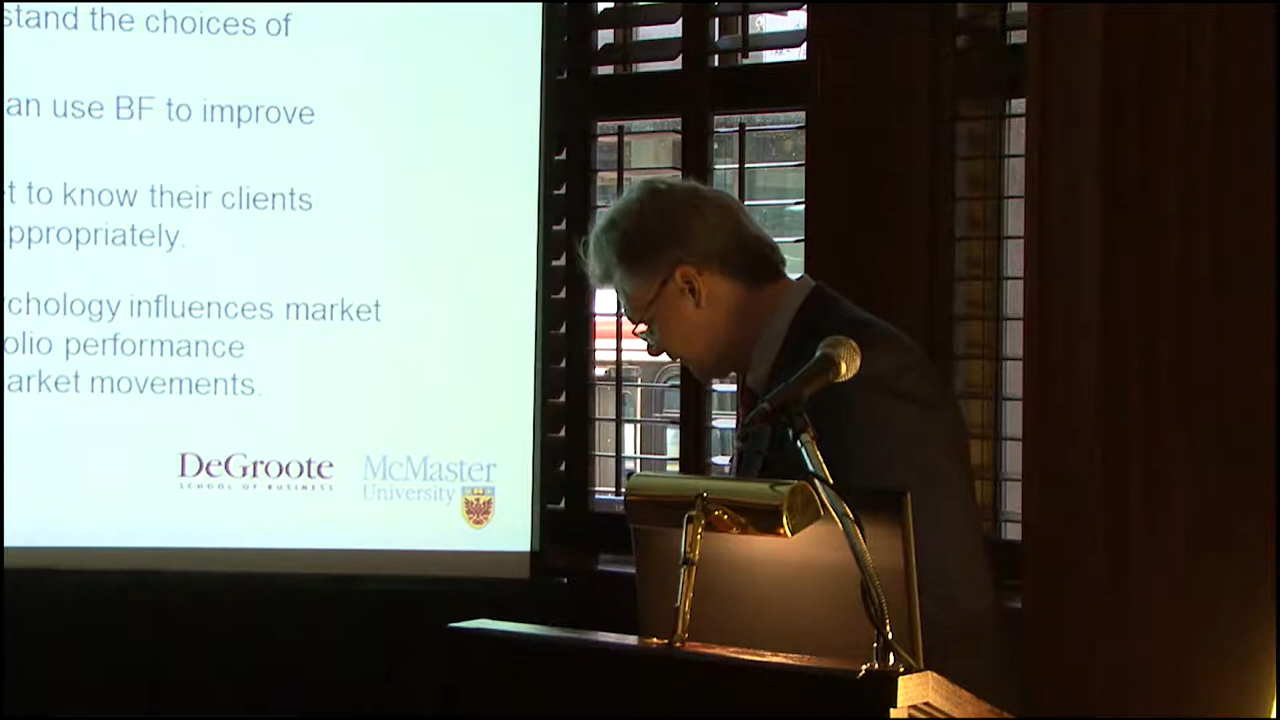 stand the choices of
an use BF to improve
t to know their clients
ppropriately.
ychology influences market
olio performance
arket movements.
DeGroote
SCHOOL OF BUSINESS
McMaster
University